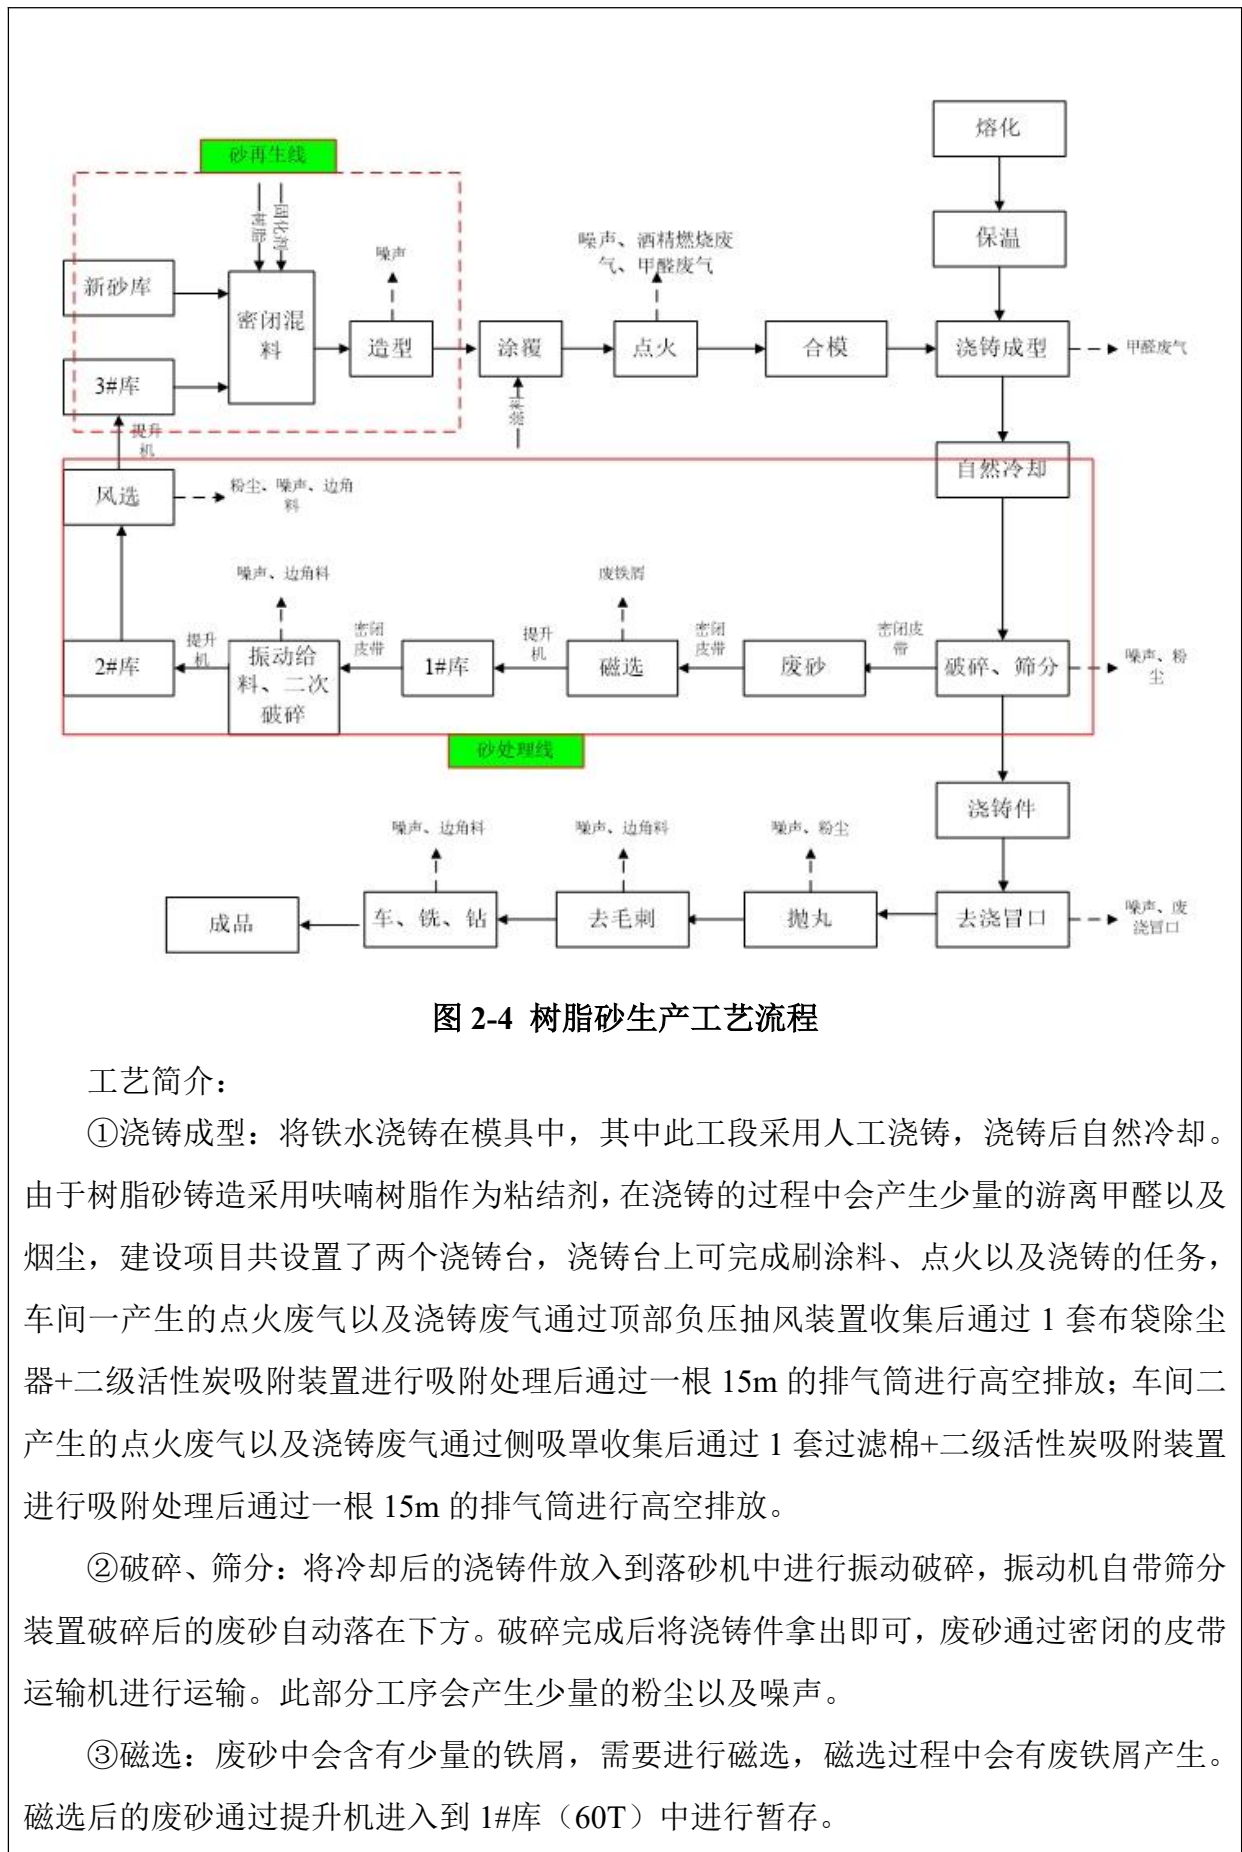 熔化
砂再生线
树脂
固化剂
保温
噪声、酒精燃烧废
气、甲醛废气
噪声
新砂库
密闭混
料
造型
涂覆
点火
合模
浇铸成型
甲醛废气
3#库
涂料
提升
机
自然冷却
风选
粉尘、噪声、边角
料
噪声、边角料
废铁屑
2#库
提升
机
振动给
料、二次
破碎
密闭
皮带
1#库
提升
机
磁选
密闭
皮带
废砂
密闭皮
带
破碎、筛分
噪声、粉
尘
砂处理线
浇铸件
噪声、边角料
噪声、边角料
噪声、粉尘
成品
车、铣、钻
去毛刺
抛丸
去浇冒口
噪声、废
浇冒口
图 2-4 树脂砂生产工艺流程
工艺简介：
①浇铸成型：将铁水浇铸在模具中，其中此工段采用人工浇铸，浇铸后自然冷却。
由于树脂砂铸造采用呋喃树脂作为粘结剂，在浇铸的过程中会产生少量的游离甲醛以及
烟尘，建设项目共设置了两个浇铸台，浇铸台上可完成刷涂料、点火以及浇铸的任务，
车间一产生的点火废气以及浇铸废气通过顶部负压抽风装置收集后通过 1 套布袋除尘
器+二级活性炭吸附装置进行吸附处理后通过一根 15m 的排气筒进行高空排放；车间二
产生的点火废气以及浇铸废气通过侧吸罩收集后通过 1 套过滤棉+二级活性炭吸附装置
进行吸附处理后通过一根 15m 的排气筒进行高空排放。
②破碎、筛分：将冷却后的浇铸件放入到落砂机中进行振动破碎，振动机自带筛分
装置破碎后的废砂自动落在下方。破碎完成后将浇铸件拿出即可，废砂通过密闭的皮带
运输机进行运输。此部分工序会产生少量的粉尘以及噪声。
③磁选：废砂中会含有少量的铁屑，需要进行磁选，磁选过程中会有废铁屑产生。
磁选后的废砂通过提升机进入到 1#库（60T）中进行暂存。